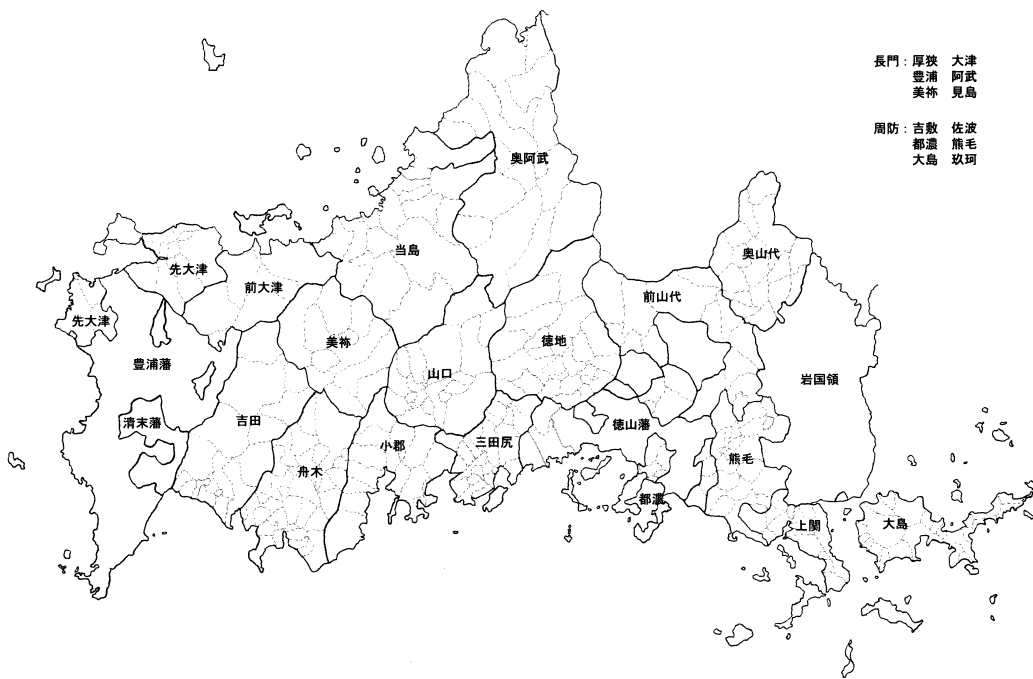 長門：厚狭　大津
豊浦　阿武
美祢　見島
周防：吉敷　佐波
都濃　熊毛
大島　玖珂
奥阿武
当島
奥山代
先大津
前大津
前山代
先大津
美祢
徳地
豊浦藩
山口
岩国領
清末藩
吉田
徳山藩
小郡
三田尻
舟木
熊毛
都濃
上関
大島